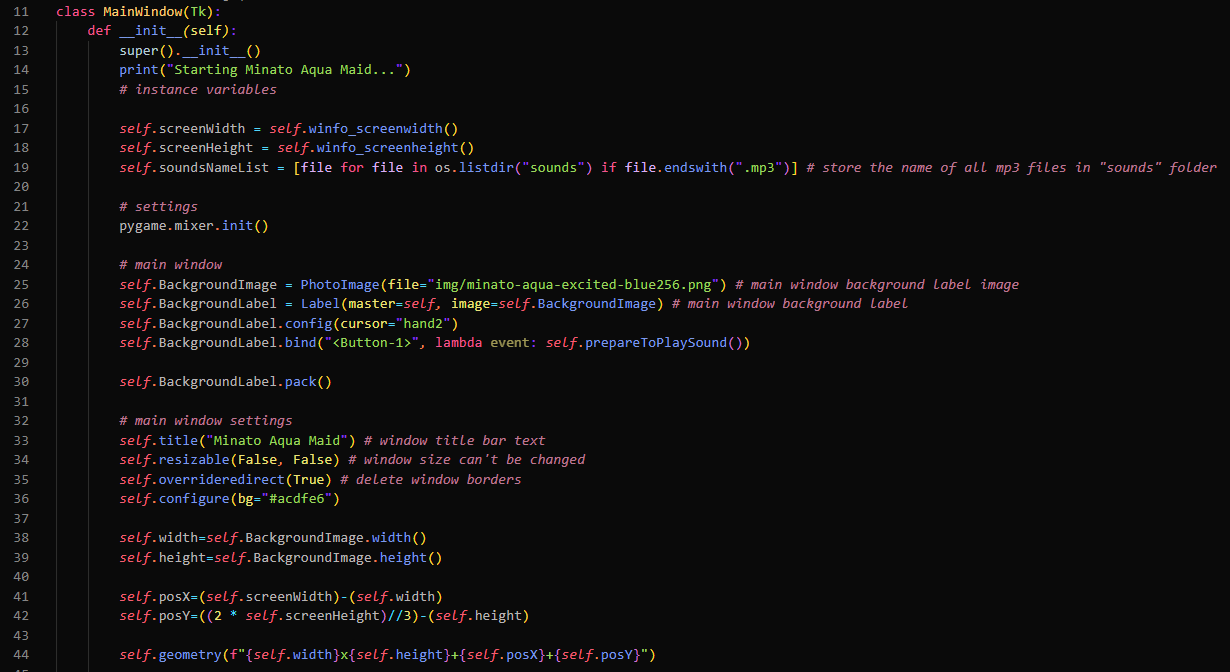 11 class MainWindow(Tk):
12     def __init__(self):
13         super().__init__()
14         print("Starting Minato Aqua Maid...")
15         # instance variables
16
17         self.screenWidth = self.winfo_screenwidth()
18         self.screenHeight = self.winfo_screenheight()
19         self.soundsNameList = [file for file in os.listdir("sounds") if file.endswith(".mp3")] # store the name of all mp3 files in "sounds" folder
20
21         # settings
22         pygame.mixer.init()
23
24         # main window
25         self.BackgroundImage = PhotoImage(file="img/minato-aqua-excited-blue256.png") # main window background label image
26         self.BackgroundLabel = Label(master=self, image=self.BackgroundImage) # main window background label
27         self.BackgroundLabel.config(cursor="hand2")
28         self.BackgroundLabel.bind("<Button-1>", lambda event: self.prepareToPlaySound())
29
30         self.BackgroundLabel.pack()
31
32         # main window settings
33         self.title("Minato Aqua Maid") # window title bar text
34         self.resizable(False, False) # window size can't be changed
35         self.overrideredirect(True) # delete window borders
36         self.configure(bg="#acdfe6")
37
38         self.width=self.BackgroundImage.width()
39         self.height=self.BackgroundImage.height()
40
41         self.posX=(self.screenWidth)-(self.width)
42         self.posY=((2 * self.screenHeight)//3)-(self.height)
43
44         self.geometry(f"{self.width}x{self.height}+{self.posX}+{self.posY}")